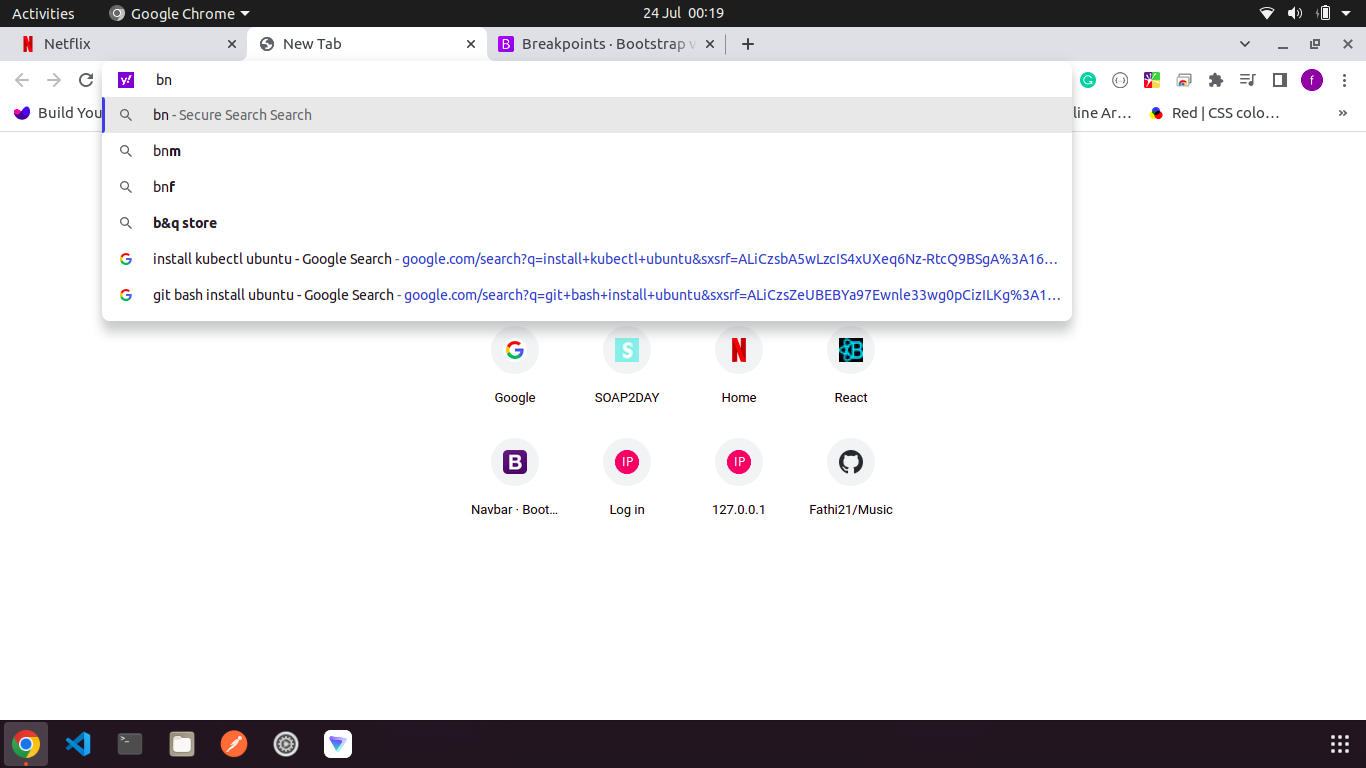 Activities Google Chrome 24 Jul 00:19
Netflix New Tab Breakpoints · Bootstrap v
y! bn
Build You line Ar… Red | CSS colo… »
bn - Secure Search Search
bnm
bnf
b&q store
install kubectl ubuntu - Google Search - google.com/search?q=install+kubectl+ubuntu&sxsrf=ALiCzsbA5wLzcIS4xUXeq6Nz-RtcQ9BSgA%3A16…
git bash install ubuntu - Google Search - google.com/search?q=git+bash+install+ubuntu&sxsrf=ALiCzsZeUBEBYa97Ewnle33wg0pCizILKg%3A1…
Google SOAP2DAY Home React
IP IP
Navbar · Boot… Log in 127.0.0.1 Fathi21/Music